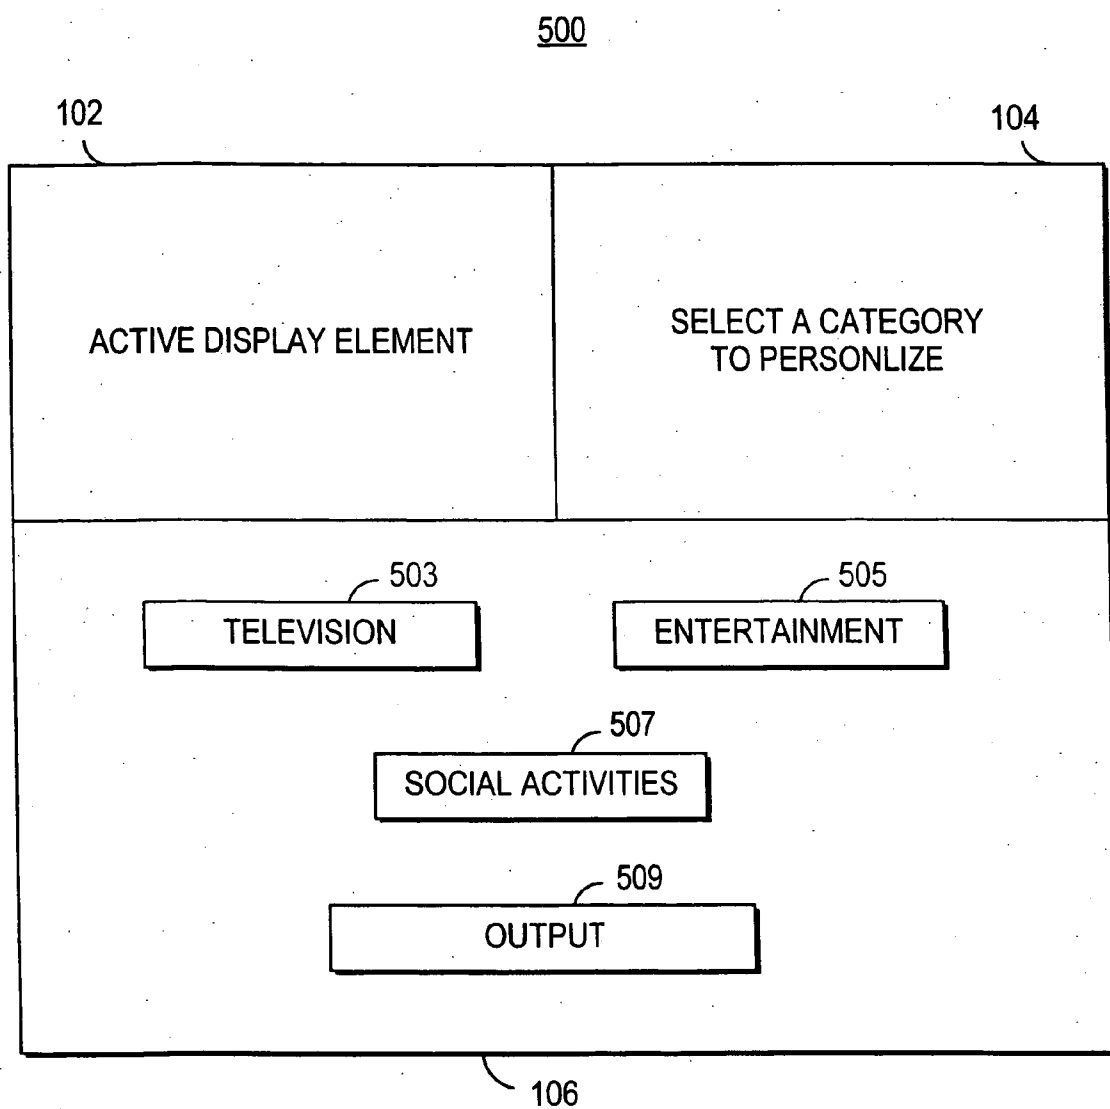 500
102
104
ACTIVE DISPLAY ELEMENT
SELECT A CATEGORY
TO PERSONLIZE
503
505
TELEVISION
ENTERTAINMENT
507
SOCIAL ACTIVITIES
509
OUTPUT
106